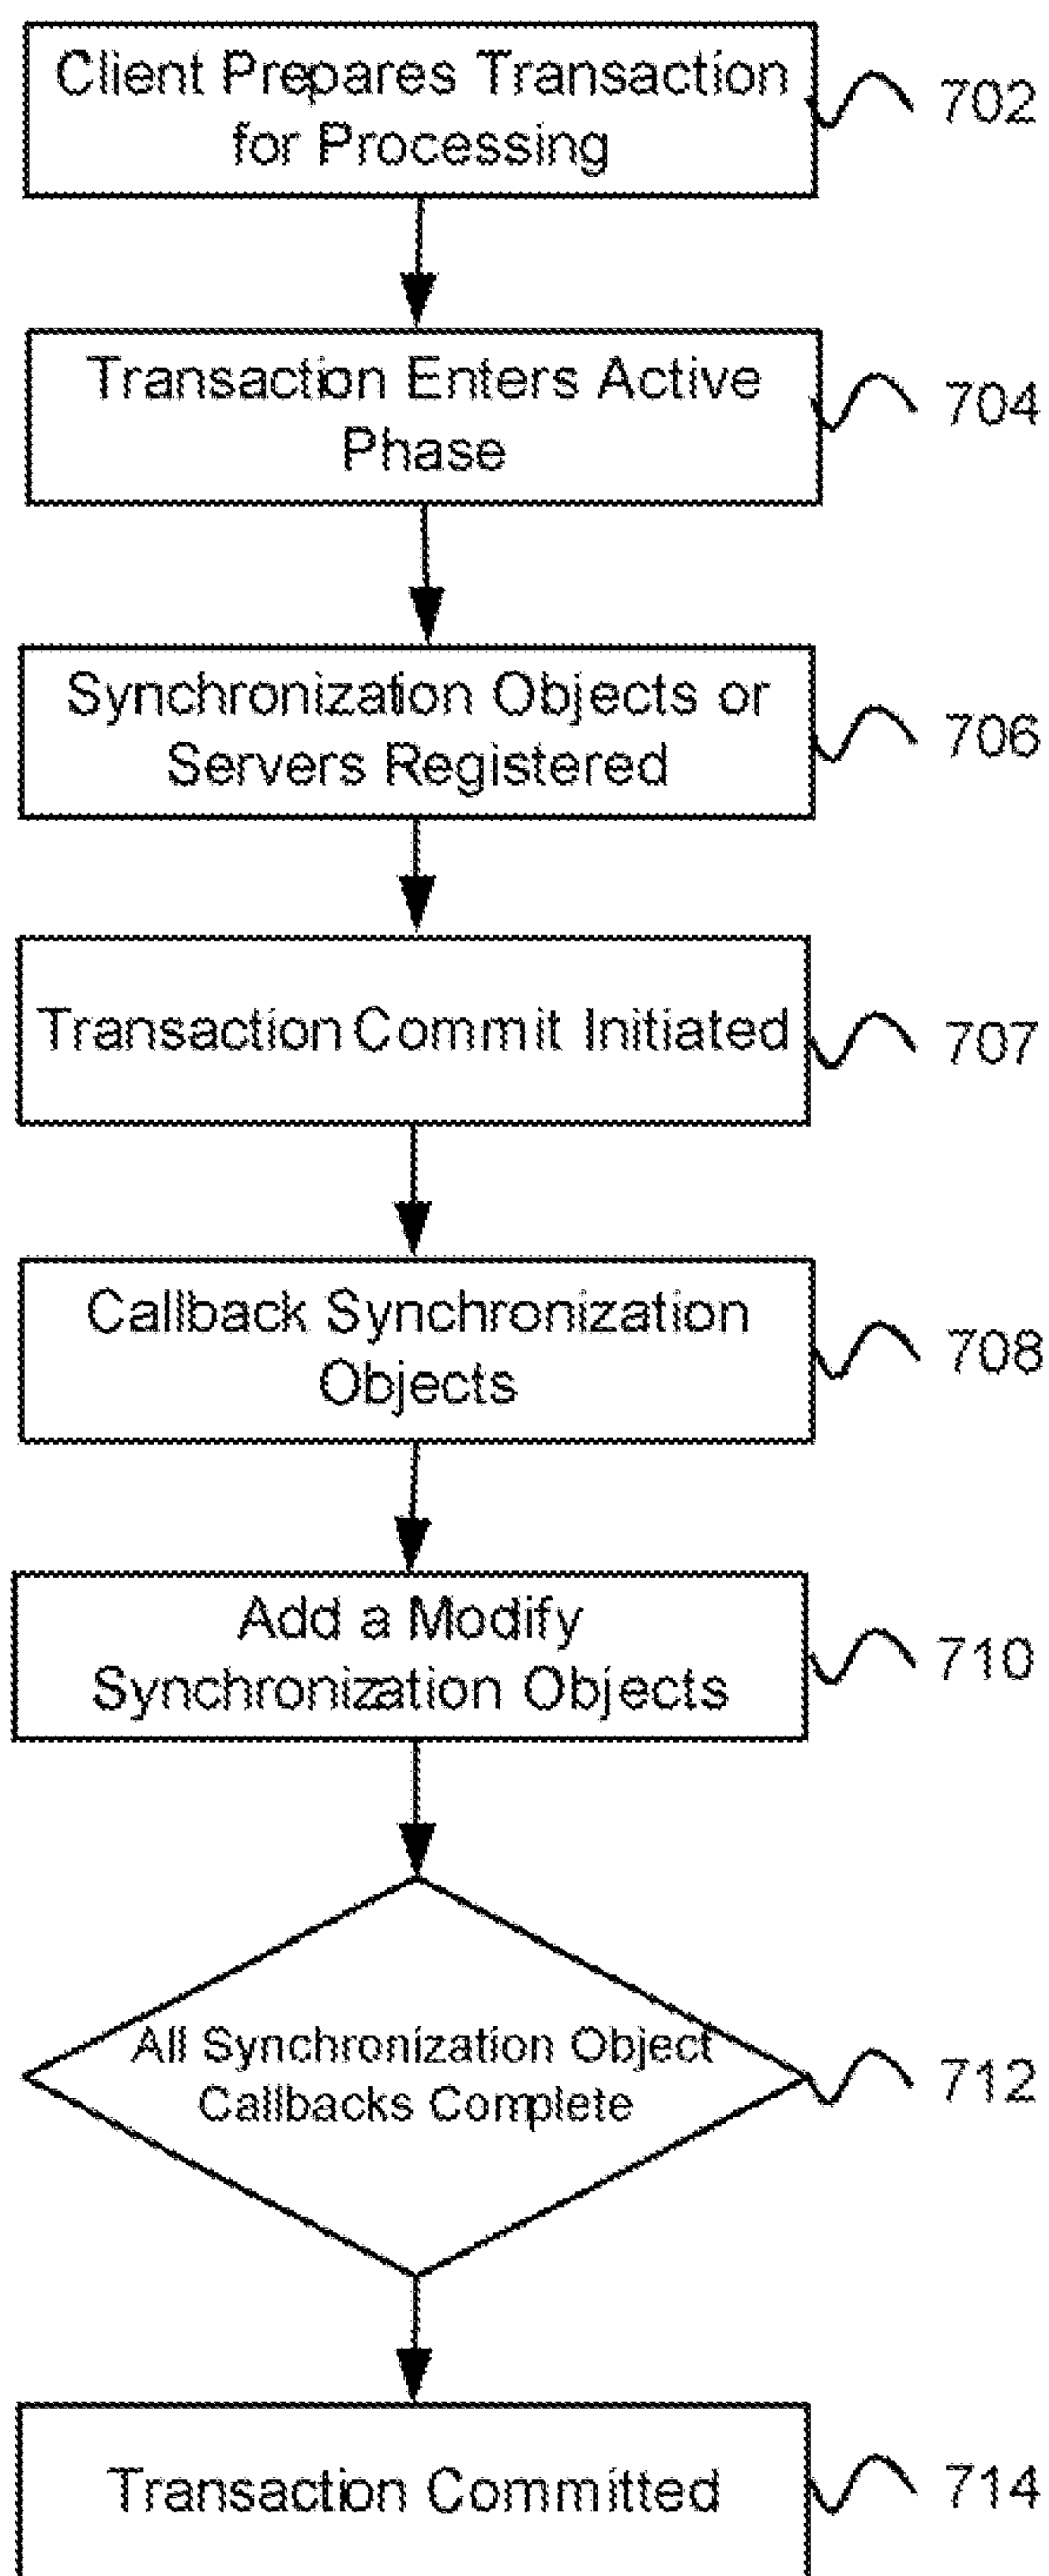 Client Prepares Transaction
for Processing
702
Transaction Enters Active
Phase
704
Synchronization Objects or
Servers Registered
706
Transaction Commit Initiated
707
Callback Synchronization
Objects
708
Add a Modify
Synchronization Objects
710
All Synchronization Object
Callbacks Complete
712
Transaction Committed
714